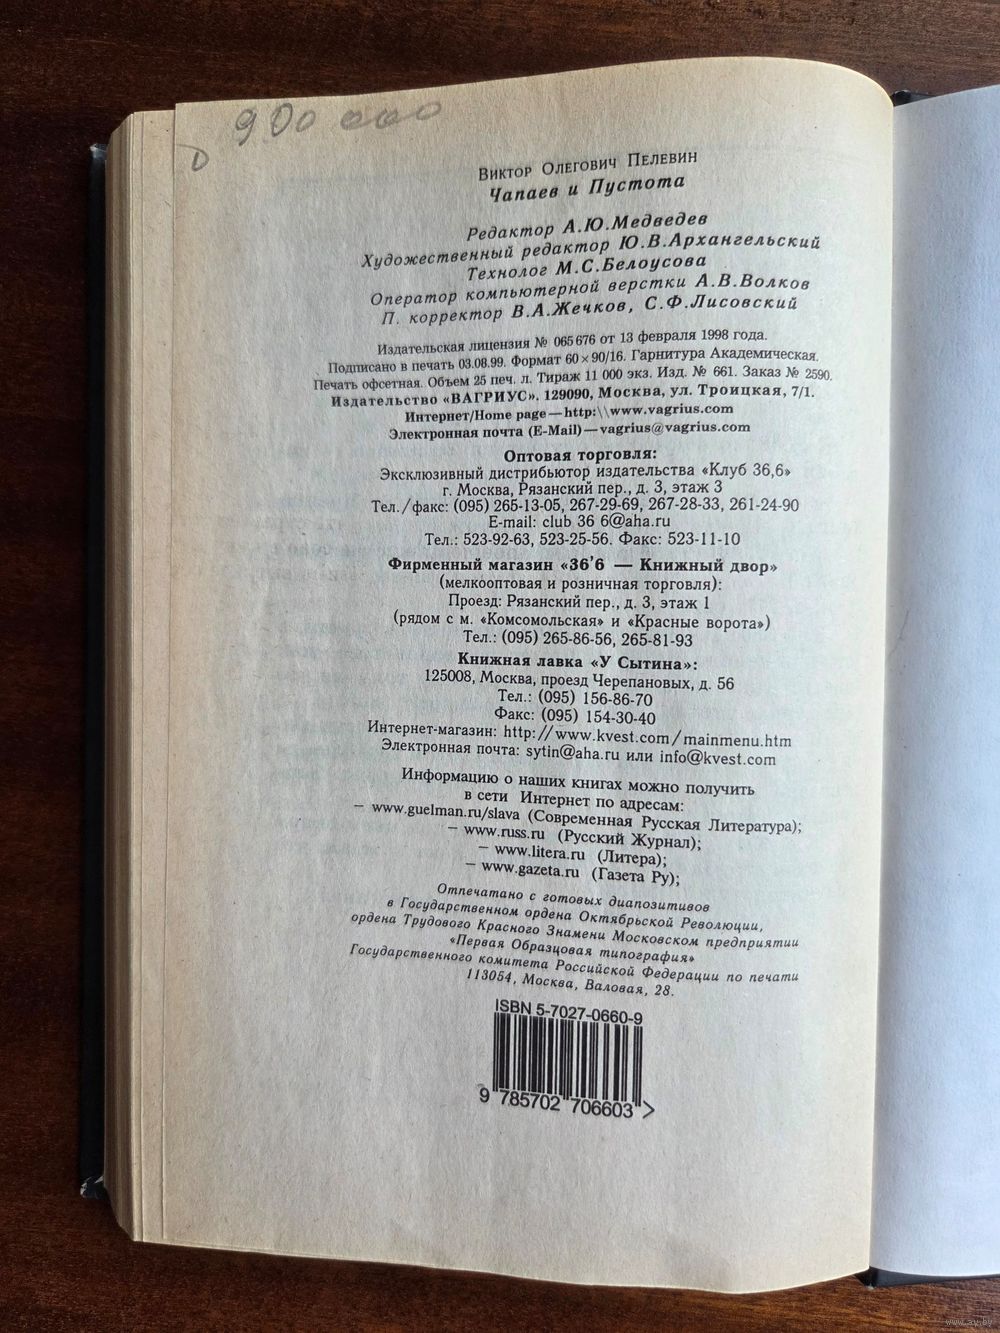 900 000
Виктор Олегович Пелевин
Чапаев и Пустота
Редактор А.Ю.Медведев
Художественный редактор Ю.В.Архангельский
Технолог М.С.Белоусова
Оператор компьютерной верстки А.В.Волков
П. корректор В.А.Жечков, С.Ф.Лисовский
Издательская лицензия № 065676 от 13 февраля 1998 года.
Подписано в печать 03.08.99. Формат 60×90/16. Гарнитура Академическая.
Печать офсетная. Объем 25 печ. л. Тираж 11 000 экз. Изд. № 661. Заказ № 2590.
Издательство «ВАГРИУС». 129090, Москва, ул. Троицкая, 7/1.
Интернет/Home page—http:\\www.vagrius.com
Электронная почта (E-Mail)—vagrius@vagrius.com
Оптовая торговля:
Эксклюзивный дистрибьютор издательства «Клуб 36,6»
г. Москва, Рязанский пер., д. 3, этаж 3
Тел./факс: (095) 265-13-05, 267-29-69, 267-28-33, 261-24-90
E-mail: club 36 6@aha.ru
Тел.: 523-92-63, 523-25-56. Факс: 523-11-10
Фирменный магазин «36'6 — Книжный двор»
(мелкооптовая и розничная торговля):
Проезд: Рязанский пер., д. 3, этаж 1
(рядом с м. «Комсомольская» и «Красные ворота»)
Тел.: (095) 265-86-56, 265-81-93
Книжная лавка «У Сытина»:
125008, Москва, проезд Черепановых, д. 56
Тел.: (095) 156-86-70
Факс: (095) 154-30-40
Интернет-магазин: http://www.kvest.com/mainmenu.htm
Электронная почта: sytin@aha.ru или info@kvest.com
Информацию о наших книгах можно получить
в сети Интернет по адресам:
— www.guelman.ru/slava (Современная Русская Литература);
— www.russ.ru (Русский Журнал);
— www.litera.ru (Литера);
— www.gazeta.ru (Газета Ру);
Отпечатано с готовых диапозитивов
в Государственном ордена Октябрьской Революции,
ордена Трудового Красного Знамени Московском предприятии
«Первая Образцовая типография»
Государственного комитета Российской Федерации по печати
113054, Москва, Валовая, 28.
ISBN 5-7027-0660-9
9 785702 706603 >
www.ay.by